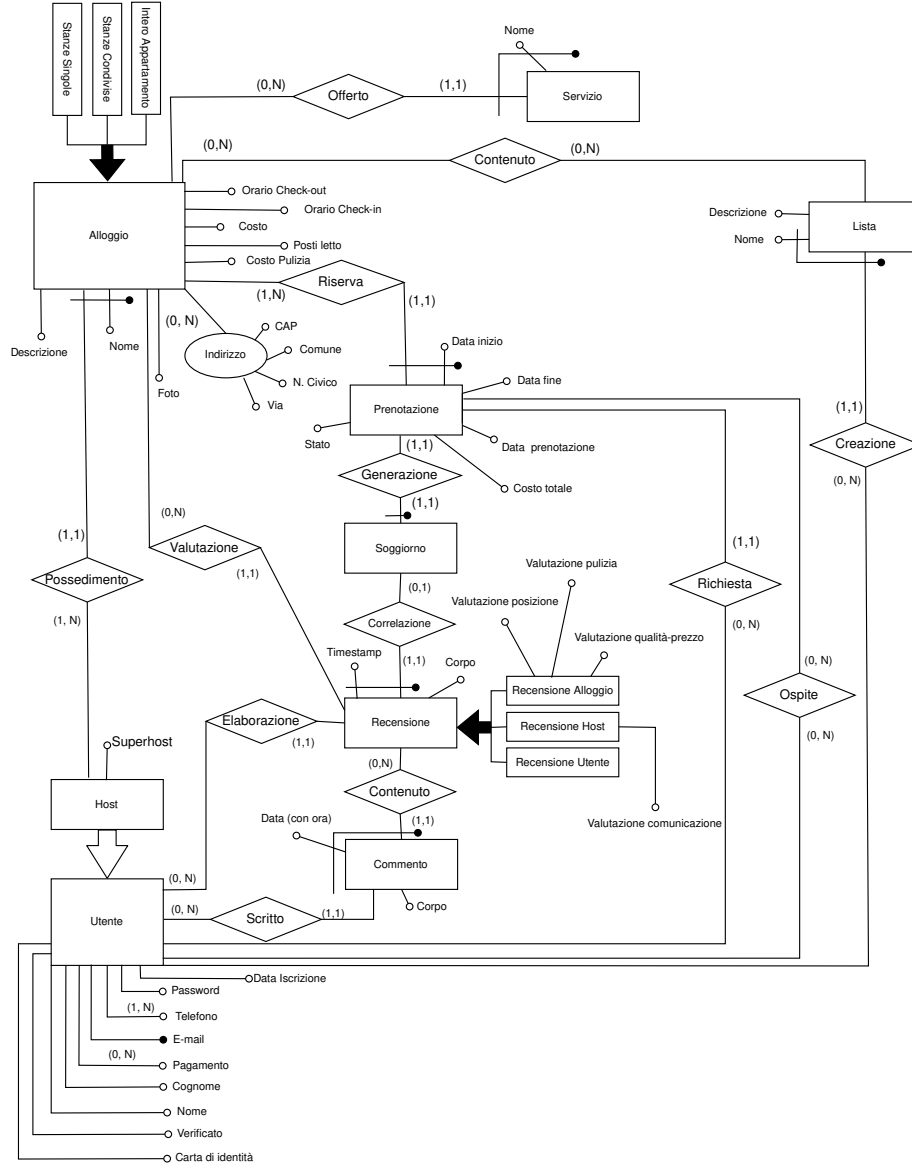 Stanze Singole
Stanze Condivise
Intero Appartamento
Nome
(0,N)
Offerto
(1,1)
Servizio
(0,N)
Contenuto
(0,N)
Orario Check-out
Orario Check-in
Costo
Posti letto
Costo Pulizia
Alloggio
Descrizione
Nome
Lista
Riserva
(1,N)
(1,1)
(0, N)
CAP
Comune
Indirizzo
N. Civico
Via
Descrizione
Nome
Foto
Data inizio
Data fine
Prenotazione
Stato
Data prenotazione
(1,1)
Generazione
Costo totale
(1,1)
(1,1)
Creazione
(0, N)
(0,N)
Valutazione
(1,1)
Soggiorno
(1,1)
Possedimento
(1, N)
(0,1)
Correlazione
(1,1)
Valutazione pulizia
Valutazione posizione
Valutazione qualità-prezzo
(1,1)
Richiesta
(0, N)
Timestamp
Corpo
Recensione
Recensione Alloggio
Recensione Host
Recensione Utente
Valutazione comunicazione
(0, N)
Ospite
(0, N)
Elaborazione
(1,1)
Superhost
Host
(0,N)
Contenuto
(1,1)
Data (con ora)
Commento
Corpo
(0, N)
(0, N)
Scritto
(1,1)
Utente
Data Iscrizione
Password
(1, N)
Telefono
E-mail
(0, N)
Pagamento
Cognome
Nome
Verificato
Carta di identità